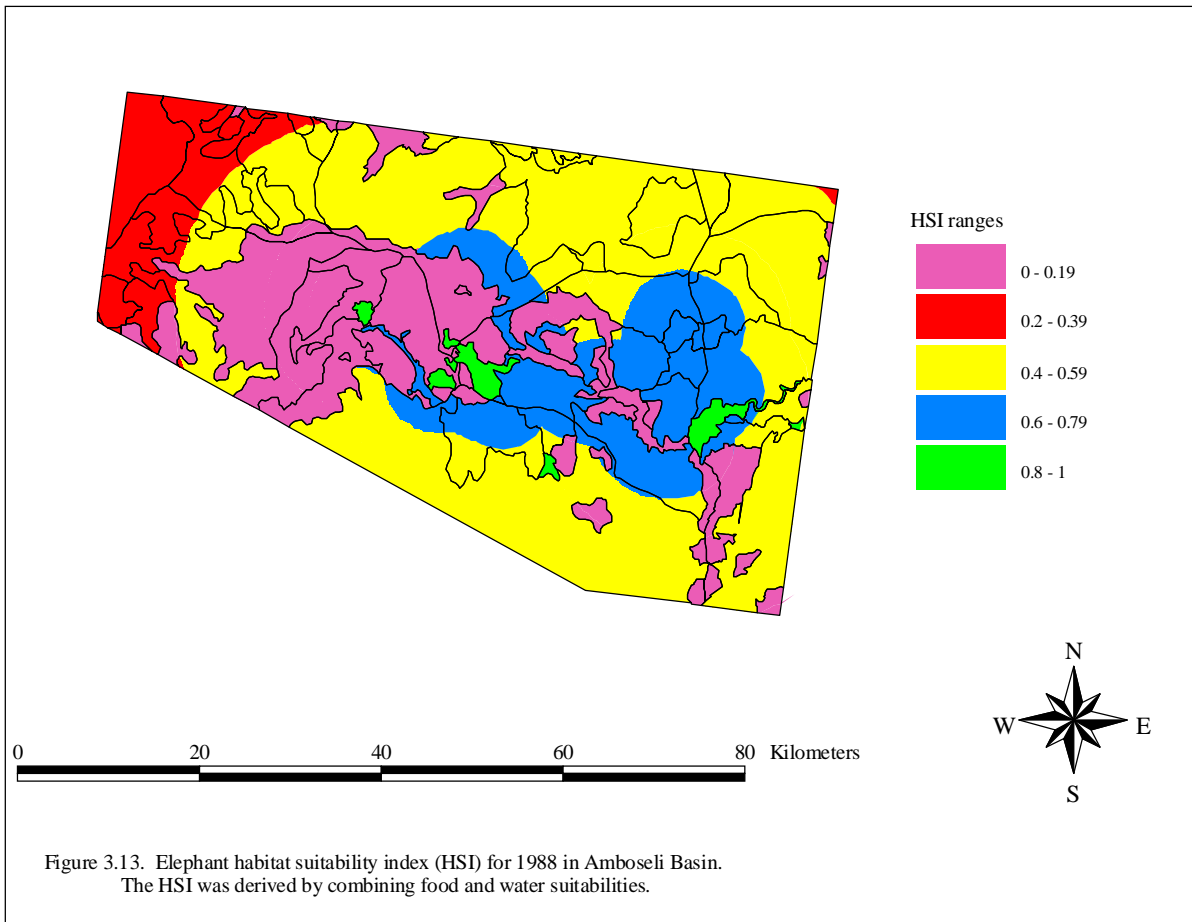 HSI ranges
0 - 0.19
0.2 - 0.39
0.4 - 0.59
0.6 - 0.79
0.8 - 1
N
W E
S
0 20 40 60 80 Kilometers
Figure 3.13. Elephant habitat suitability index (HSI) for 1988 in Amboseli Basin.
The HSI was derived by combining food and water suitabilities.